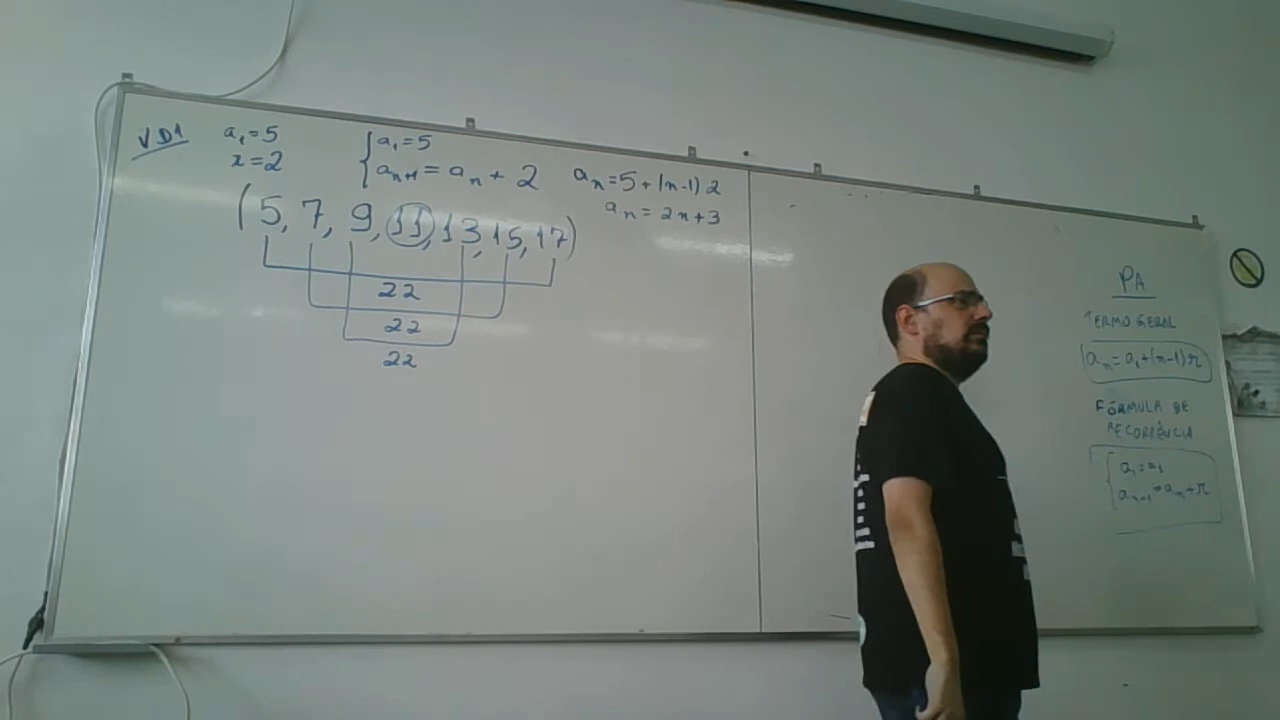 VD1
a₁=5
r=2
{a₁=5
aₙ₊₁=aₙ+2
aₙ=5+(n-1)2
aₙ=2n+3
(5,7,9,11,13,15,17)
22
22
22
PA
TERMO GERAL
aₙ=a₁+(n-1)r
FÓRMULA DE
RECORRÊNCIA
{a₁=a₁
aₙ₊₁=aₙ+r